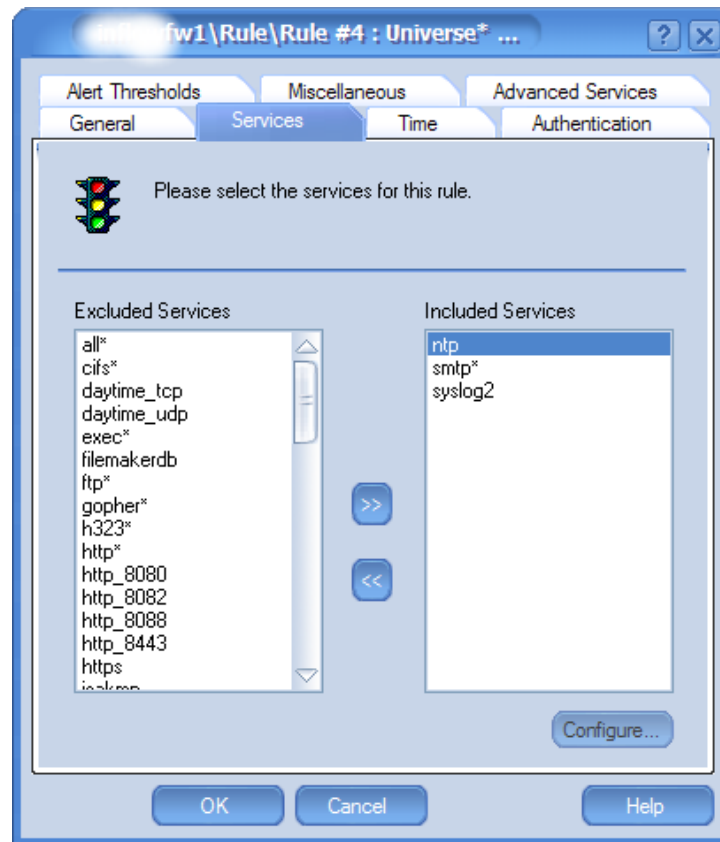 fw1\Rule\Rule #4 : Universe* ...
Alert Thresholds Miscellaneous Advanced Services
General Services Time Authentication
Please select the services for this rule.
Excluded Services Included Services
all*
cifs*
daytime_tcp
daytime_udp
exec*
filemakerdb
ftp*
gopher*
h323*
http*
http_8080
http_8082
http_8088
http_8443
https
ntp
smtp*
syslog2
>>
<<
Configure...
OK Cancel Help